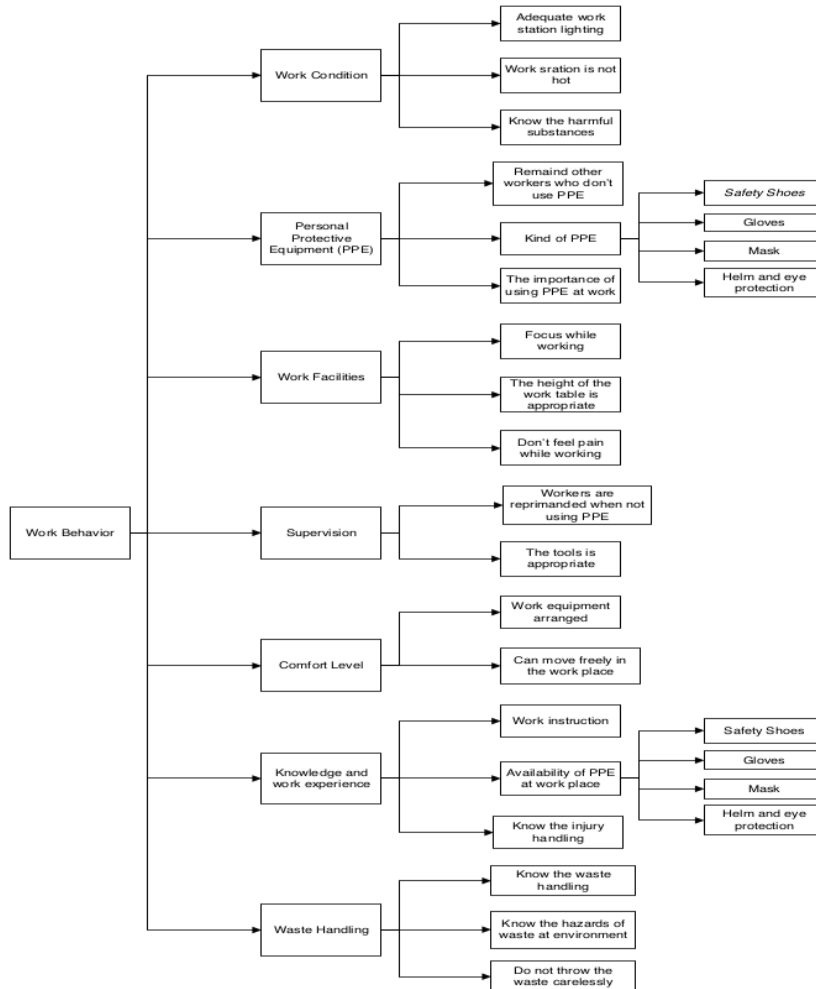 Adequate work
station lighting
Work Condition
Work sration is not
hot
Know the harmful
substances
Remaind other
workers who don't
use PPE
Safety Shoes
Personal
Protective
Equipment (PPE)
Kind of PPE
Gloves
Mask
The importance of
using PPE at work
Helm and eye
protection
Focus while
working
Work Facilities
The height of the
work table is
appropriate
Don't feel pain
while working
Workers are
reprimanded when not
using PPE
Work Behavior
Supervision
The tools is
appropriate
Work equipment
arranged
Comfort Level
Can move freely in
the work place
Work instruction
Safety Shoes
Knowledge and
work experience
Availability of PPE
at work place
Gloves
Mask
Know the injury
handling
Helm and eye
protection
Know the waste
handling
Waste Handling
Know the hazards of
waste at environment
Do not throw the
waste carelessly